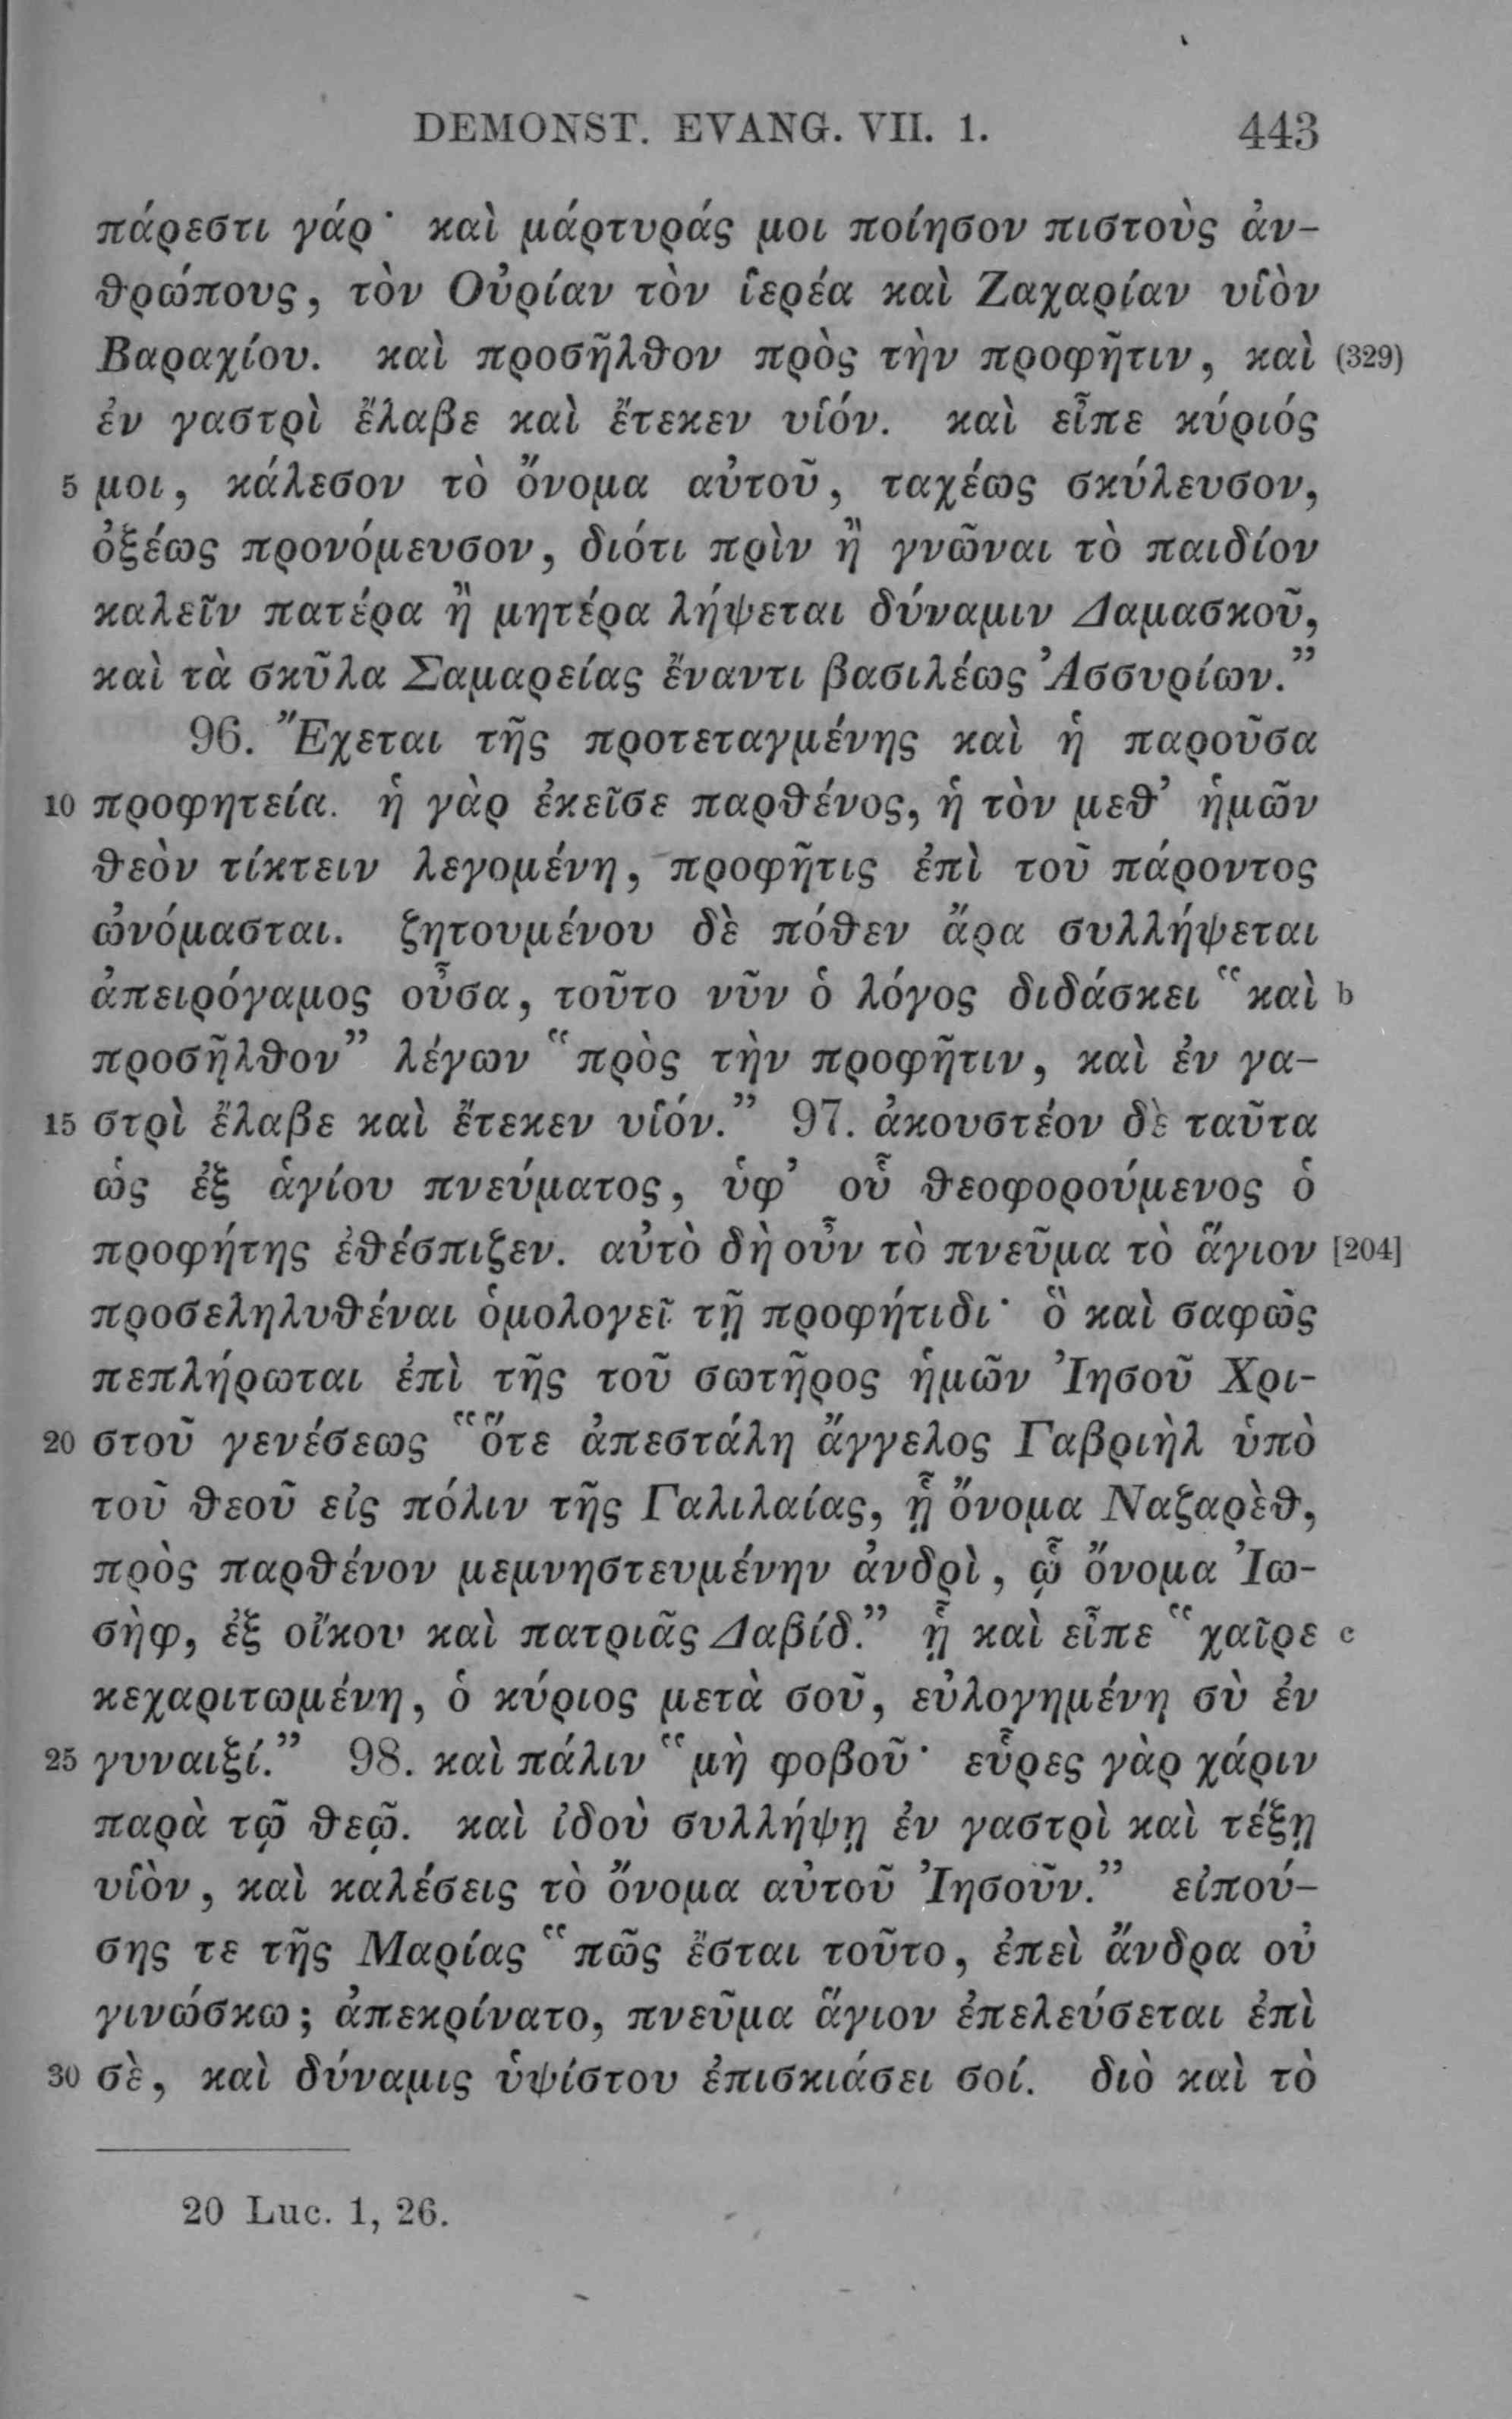 DEMONST. EVANG. VII. 1. 443
πάρεστι γάρ· καὶ μάρτυράς μοι ποίησον πιστοὺς ἀν-
θρώπους, τὸν Οὐρίαν τὸν ἱερέα καὶ Ζαχαρίαν υἱὸν
Βαραχίου. καὶ προσῆλθον πρὸς τὴν προφῆτιν, καὶ (329)
ἐν γαστρὶ ἔλαβε καὶ ἔτεκεν υἱόν. καὶ εἶπε κύριός
5 μοι, κάλεσον τὸ ὄνομα αὐτοῦ, ταχέως σκύλευσον,
ὀξέως προνόμευσον, διότι πρὶν ἢ γνῶναι τὸ παιδίον
καλεῖν πατέρα ἢ μητέρα λήψεται δύναμιν Δαμασκοῦ,
καὶ τὰ σκῦλα Σαμαρείας ἔναντι βασιλέως Ἀσσυρίων.”
96. Ἔχεται τῆς προτεταγμένης καὶ ἡ παροῦσα
10 προφητεία. ἡ γὰρ ἐκεῖσε παρθένος, ἡ τὸν μεθ’ ἡμῶν
θεὸν τίκτειν λεγομένη, προφῆτις ἐπὶ τοῦ πάροντος
ὠνόμασται. ζητουμένου δὲ πόθεν ἄρα συλλήψεται
ἀπειρόγαμος οὖσα, τοῦτο νῦν ὁ λόγος διδάσκει “καὶ b
προσῆλθον” λέγων “πρὸς τὴν προφῆτιν, καὶ ἐν γα-
15 στρὶ ἔλαβε καὶ ἔτεκεν υἱόν.” 97. ἀκουστέον δὲ ταῦτα
ὡς ἐξ ἁγίου πνεύματος, ὑφ’ οὗ θεοφορούμενος ὁ
προφήτης ἐθέσπιζεν. αὐτὸ δὴ οὖν τὸ πνεῦμα τὸ ἅγιον [204]
προσεληλυθέναι ὁμολογεῖ τῇ προφήτιδι· ὃ καὶ σαφῶς
πεπλήρωται ἐπὶ τῆς τοῦ σωτῆρος ἡμῶν Ἰησοῦ Χρι-
20 στοῦ γενέσεως “ὅτε ἀπεστάλη ἄγγελος Γαβριὴλ ὑπὸ
τοῦ θεοῦ εἰς πόλιν τῆς Γαλιλαίας, ᾗ ὄνομα Ναζαρὲθ,
πρὸς παρθένον μεμνηστευμένην ἀνδρὶ, ᾧ ὄνομα Ἰω-
σὴφ, ἐξ οἴκου καὶ πατριᾶς Δαβίδ.” ᾗ καὶ εἶπε “χαῖρε c
κεχαριτωμένη, ὁ κύριος μετὰ σοῦ, εὐλογημένη σὺ ἐν
25 γυναιξί.” 98. καὶ πάλιν “μὴ φοβοῦ· εὗρες γὰρ χάριν
παρὰ τῷ θεῷ. καὶ ἰδοὺ συλλήψῃ ἐν γαστρὶ καὶ τέξῃ
υἱὸν, καὶ καλέσεις τὸ ὄνομα αὐτοῦ Ἰησοῦν.” εἰπού-
σης τε τῆς Μαρίας “πῶς ἔσται τοῦτο, ἐπεὶ ἄνδρα οὐ
γινώσκω; ἀπεκρίνατο, πνεῦμα ἅγιον ἐπελεύσεται ἐπὶ
30 σὲ, καὶ δύναμις ὑψίστου ἐπισκιάσει σοί. διὸ καὶ τὸ
20 Luc. 1, 26.